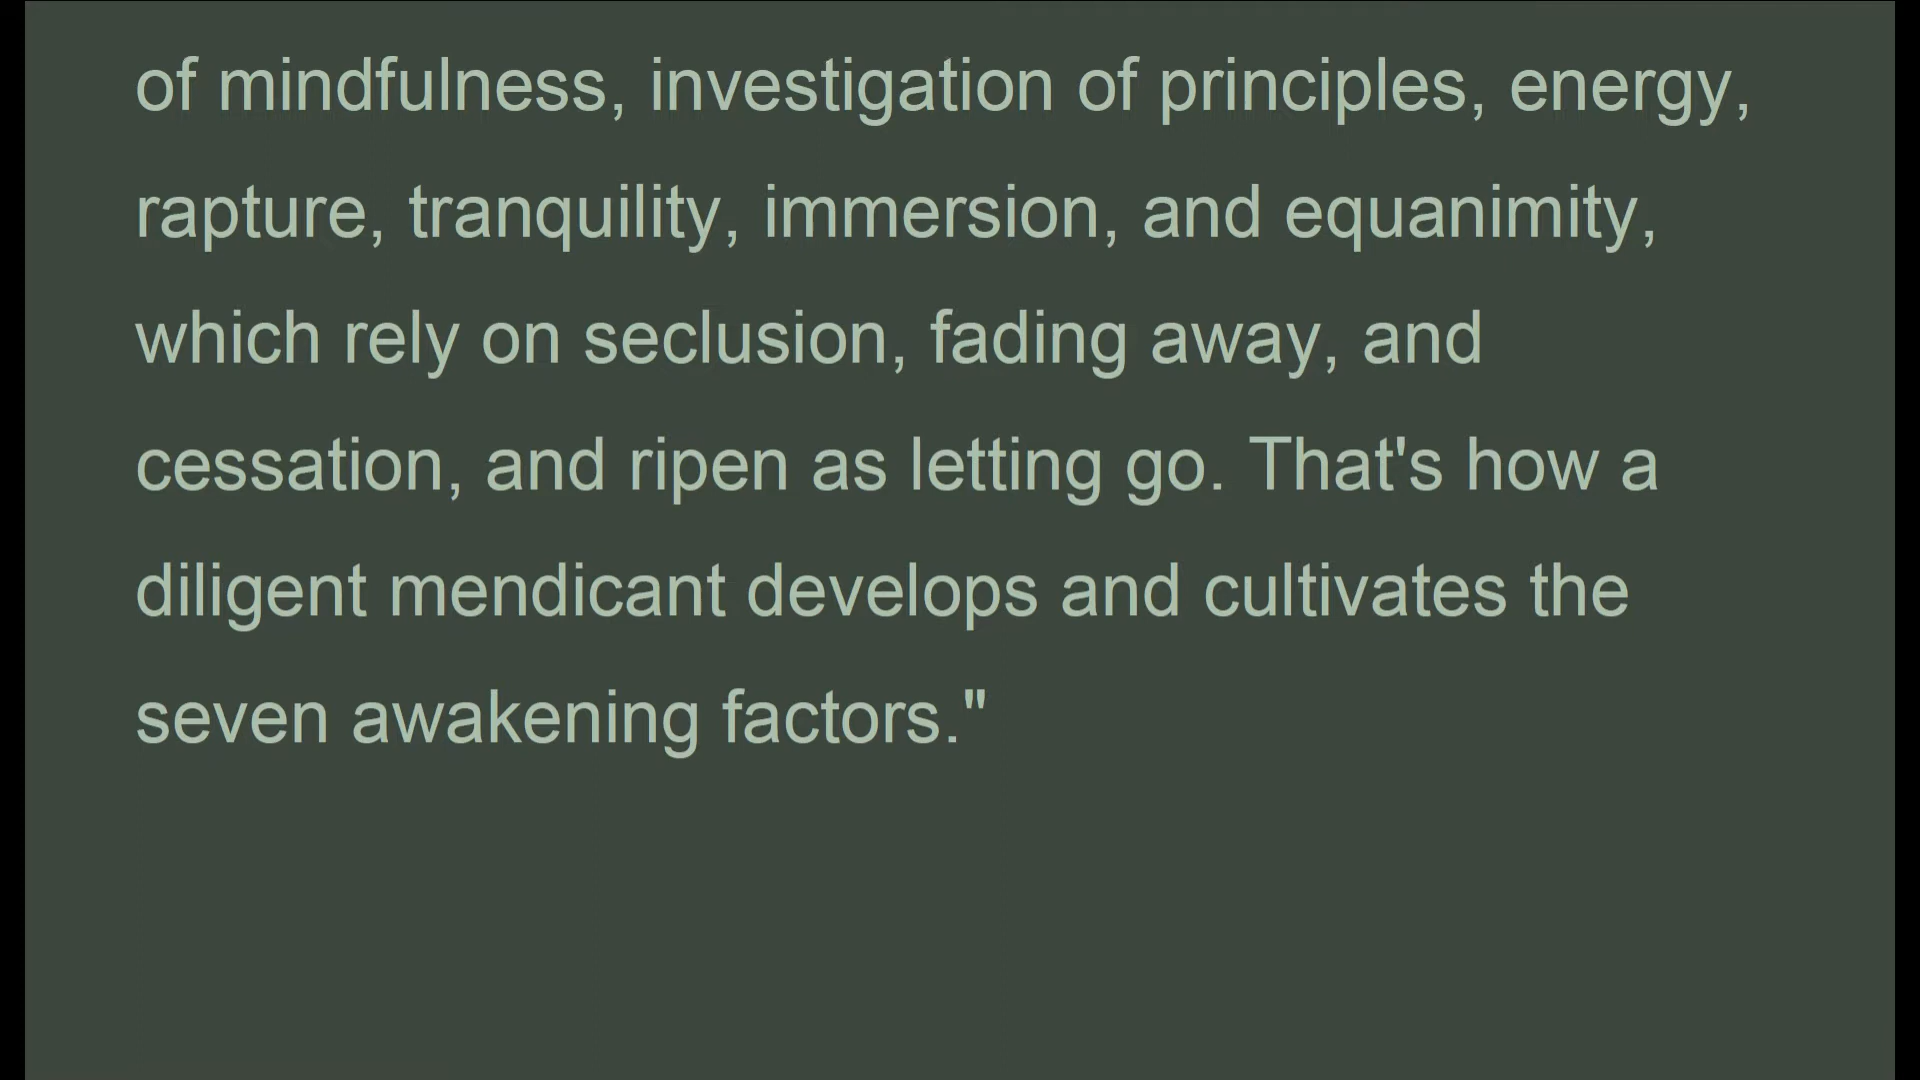 of mindfulness, investigation of principles, energy,
rapture, tranquility, immersion, and equanimity,
which rely on seclusion, fading away, and
cessation, and ripen as letting go. That's how a
diligent mendicant develops and cultivates the
seven awakening factors."